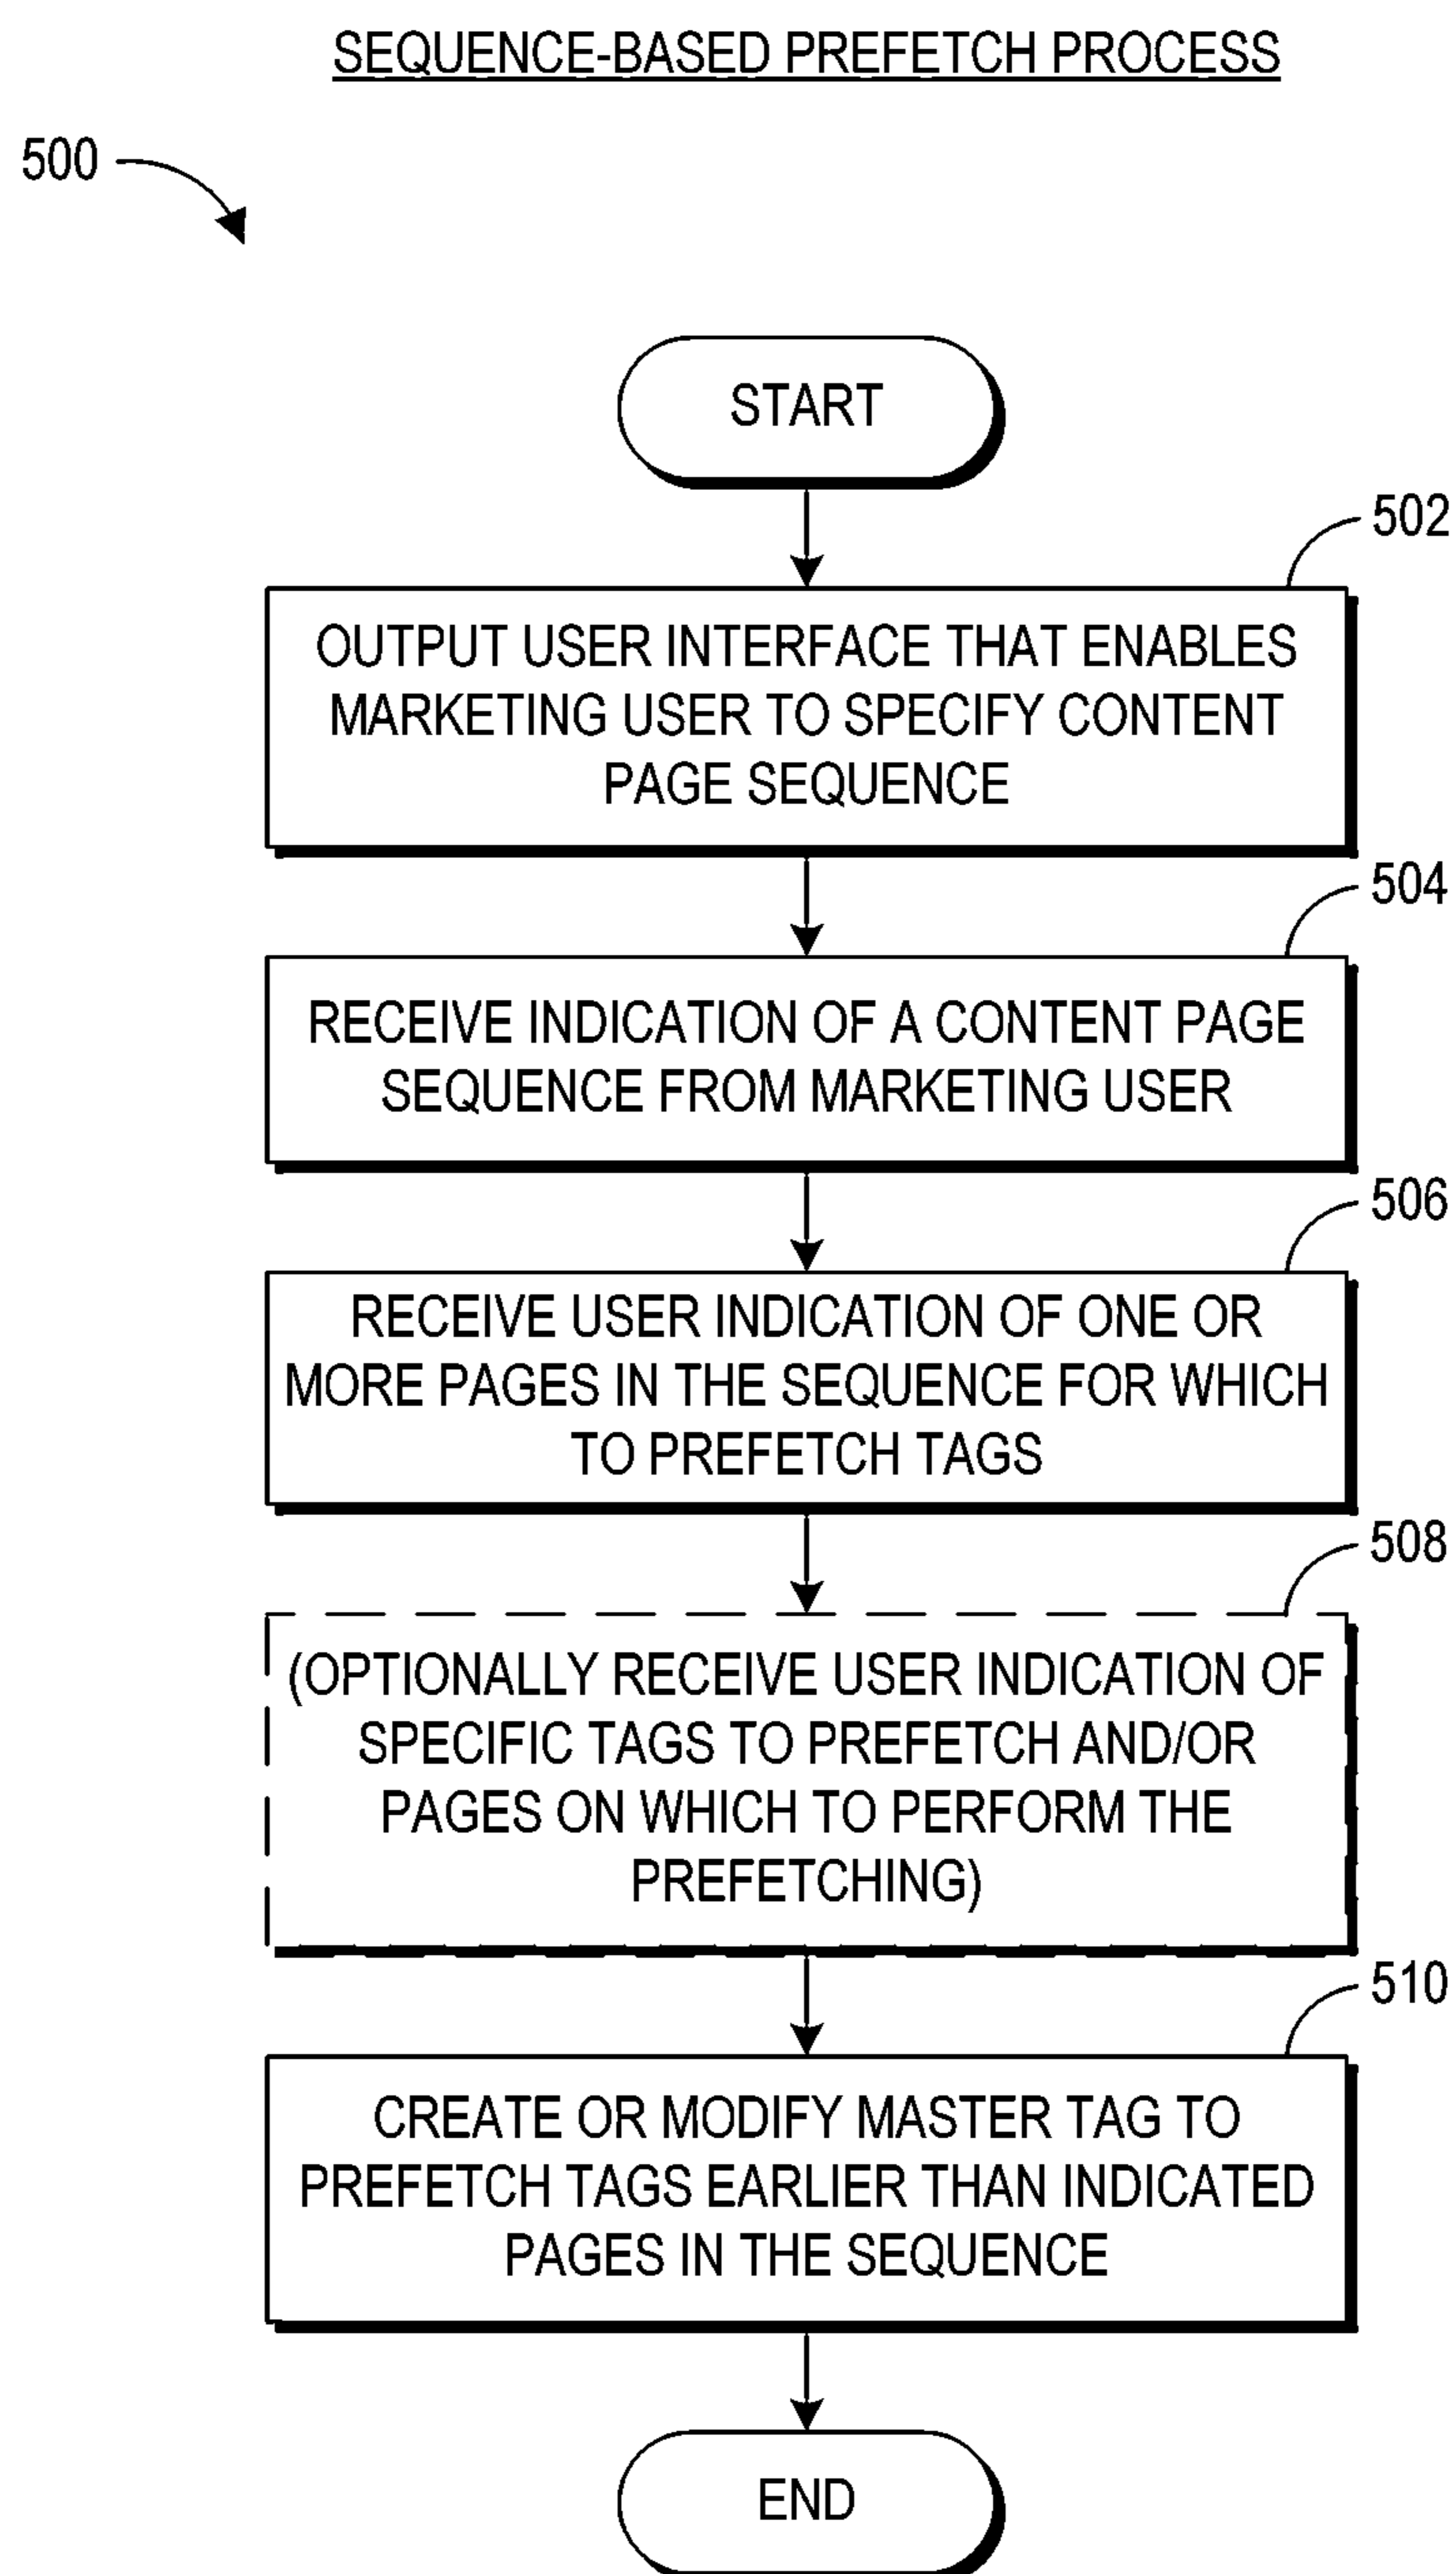 SEQUENCE-BASED PREFETCH PROCESS
500
START
502
OUTPUT USER INTERFACE THAT ENABLES
MARKETING USER TO SPECIFY CONTENT
PAGE SEQUENCE
504
RECEIVE INDICATION OF A CONTENT PAGE
SEQUENCE FROM MARKETING USER
506
RECEIVE USER INDICATION OF ONE OR
MORE PAGES IN THE SEQUENCE FOR WHICH
TO PREFETCH TAGS
508
(OPTIONALLY RECEIVE USER INDICATION OF
SPECIFIC TAGS TO PREFETCH AND/OR
PAGES ON WHICH TO PERFORM THE
PREFETCHING)
510
CREATE OR MODIFY MASTER TAG TO
PREFETCH TAGS EARLIER THAN INDICATED
PAGES IN THE SEQUENCE
END